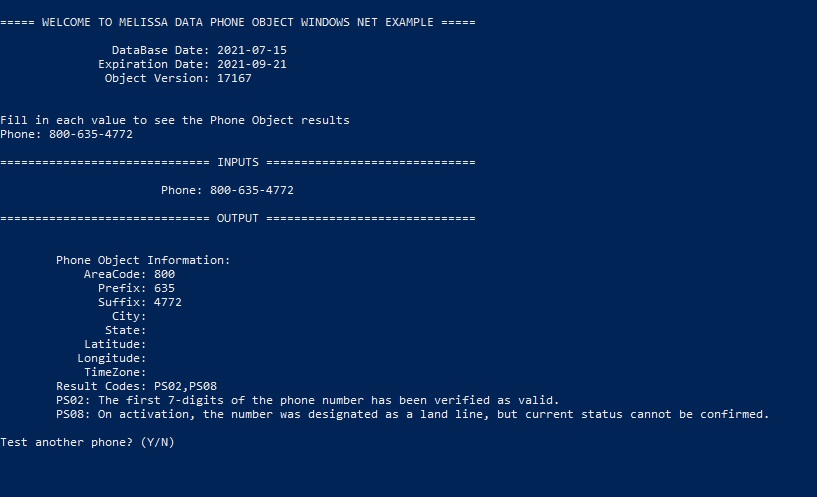 ===== WELCOME TO MELISSA DATA PHONE OBJECT WINDOWS NET EXAMPLE =====
DataBase Date: 2021-07-15
Expiration Date: 2021-09-21
Object Version: 17167
Fill in each value to see the Phone Object results
Phone: 800-635-4772
============================== INPUTS ==============================
Phone: 800-635-4772
============================== OUTPUT ==============================
Phone Object Information:
AreaCode: 800
Prefix: 635
Suffix: 4772
City:
State:
Latitude:
Longitude:
TimeZone:
Result Codes: PS02,PS08
PS02: The first 7-digits of the phone number has been verified as valid.
PS08: On activation, the number was designated as a land line, but current status cannot be confirmed.
Test another phone? (Y/N)